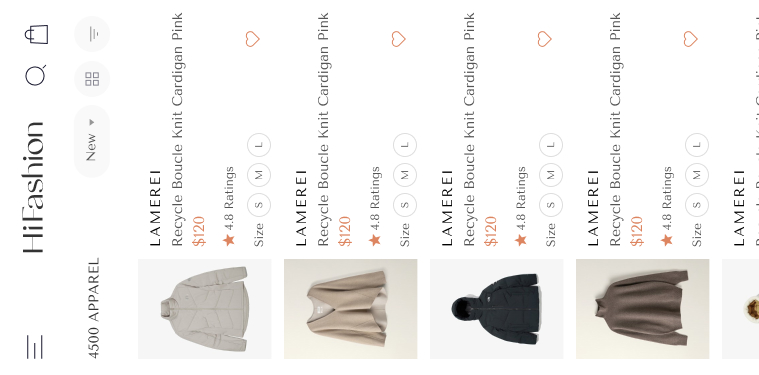 HiFashion
4500 APPAREL
New
LAMEREI
Recycle Boucle Knit Cardigan Pink
$120
4.8 Ratings
Size S M L
LAMEREI
Recycle Boucle Knit Cardigan Pink
$120
4.8 Ratings
Size S M L
LAMEREI
Recycle Boucle Knit Cardigan Pink
$120
4.8 Ratings
Size S M L
LAMEREI
Recycle Boucle Knit Cardigan Pink
$120
4.8 Ratings
Size S M L
LAMEREI